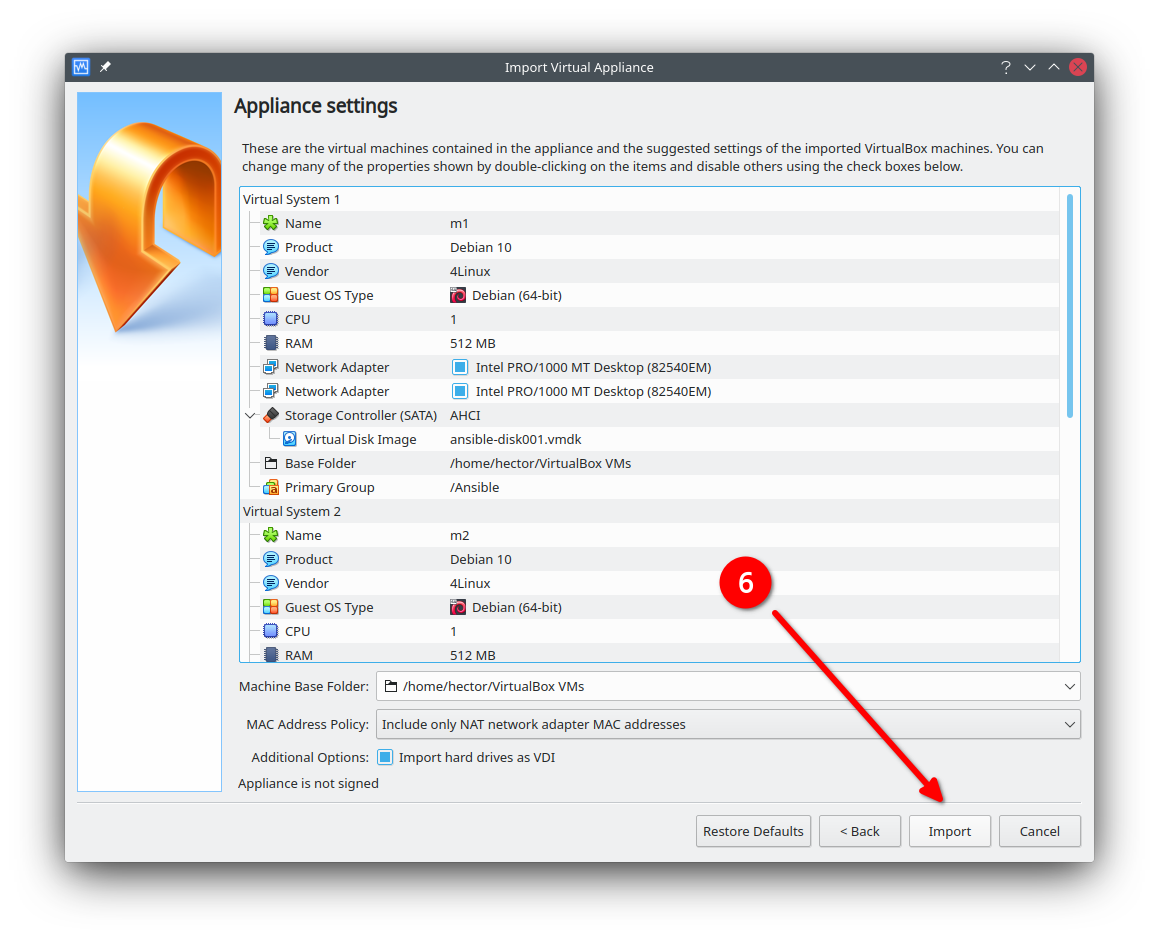 Import Virtual Appliance
Appliance settings
These are the virtual machines contained in the appliance and the suggested settings of the imported VirtualBox machines. You can
change many of the properties shown by double-clicking on the items and disable others using the check boxes below.
Virtual System 1
Name m1
Product Debian 10
Vendor 4Linux
Guest OS Type Debian (64-bit)
CPU 1
RAM 512 MB
Network Adapter Intel PRO/1000 MT Desktop (82540EM)
Network Adapter Intel PRO/1000 MT Desktop (82540EM)
Storage Controller (SATA) AHCI
Virtual Disk Image ansible-disk001.vmdk
Base Folder /home/hector/VirtualBox VMs
Primary Group /Ansible
Virtual System 2
Name m2
Product Debian 10
Vendor 4Linux
Guest OS Type Debian (64-bit)
CPU 1
RAM 512 MB
6
Machine Base Folder: /home/hector/VirtualBox VMs
MAC Address Policy: Include only NAT network adapter MAC addresses
Additional Options: Import hard drives as VDI
Appliance is not signed
Restore Defaults < Back Import Cancel